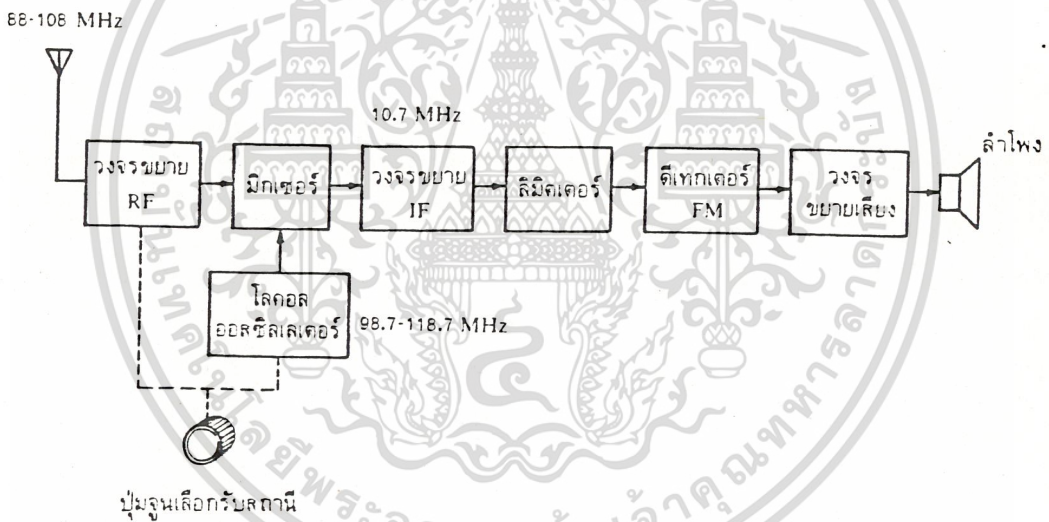 88-108 MHz
10.7 MHz
ลำโพง
วงจรขยาย
RF
มิกเซอร์
วงจรขยาย
IF
ลิมิตเตอร์
ดีเทกเตอร์
FM
วงจร
ขยายเสียง
โลคอล
ออสซิลเลเตอร์
98.7-118.7 MHz
ปุ่มจูนเลือกรับสถานี